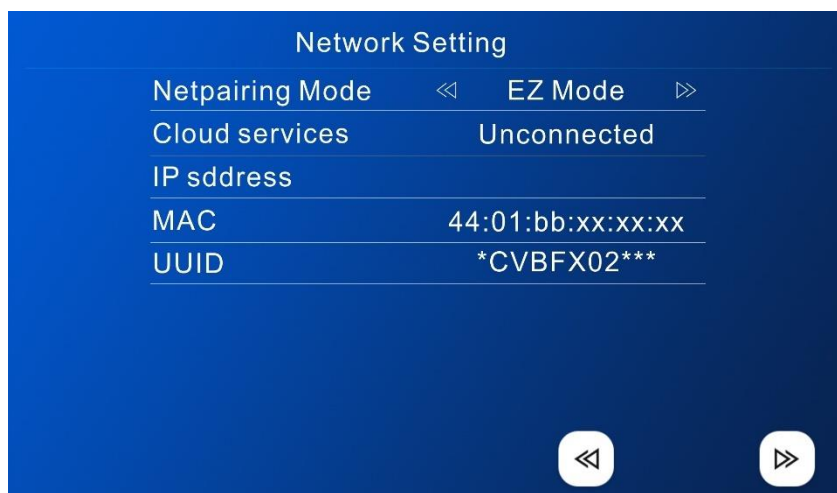 Network Setting
Netpairing Mode EZ Mode
Cloud services Unconnected
IP sddress
MAC 44:01:bb:xx:xx:xx
UUID *CVBFX02***